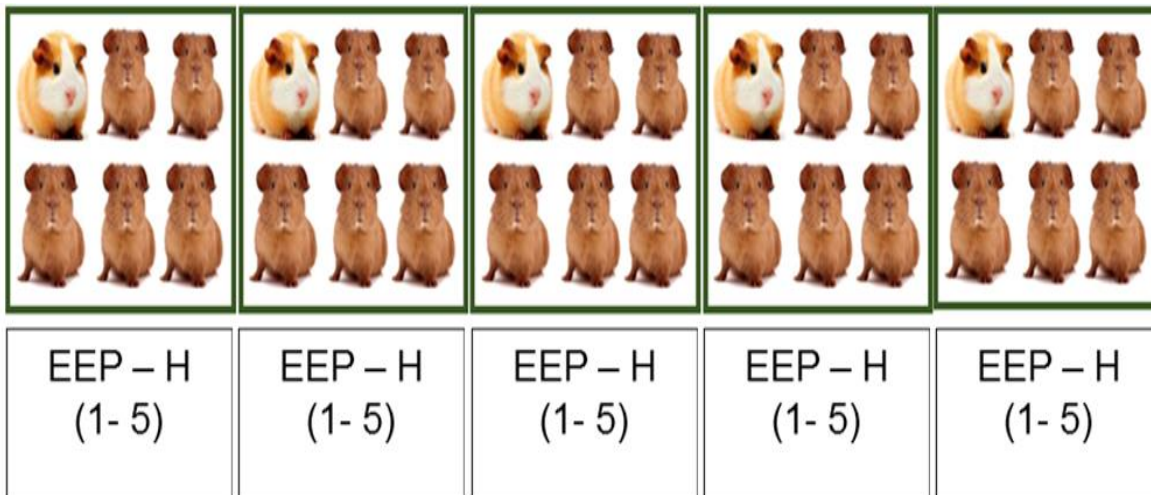 EEP – H
(1- 5)
EEP – H
(1- 5)
EEP – H
(1- 5)
EEP – H
(1- 5)
EEP – H
(1- 5)